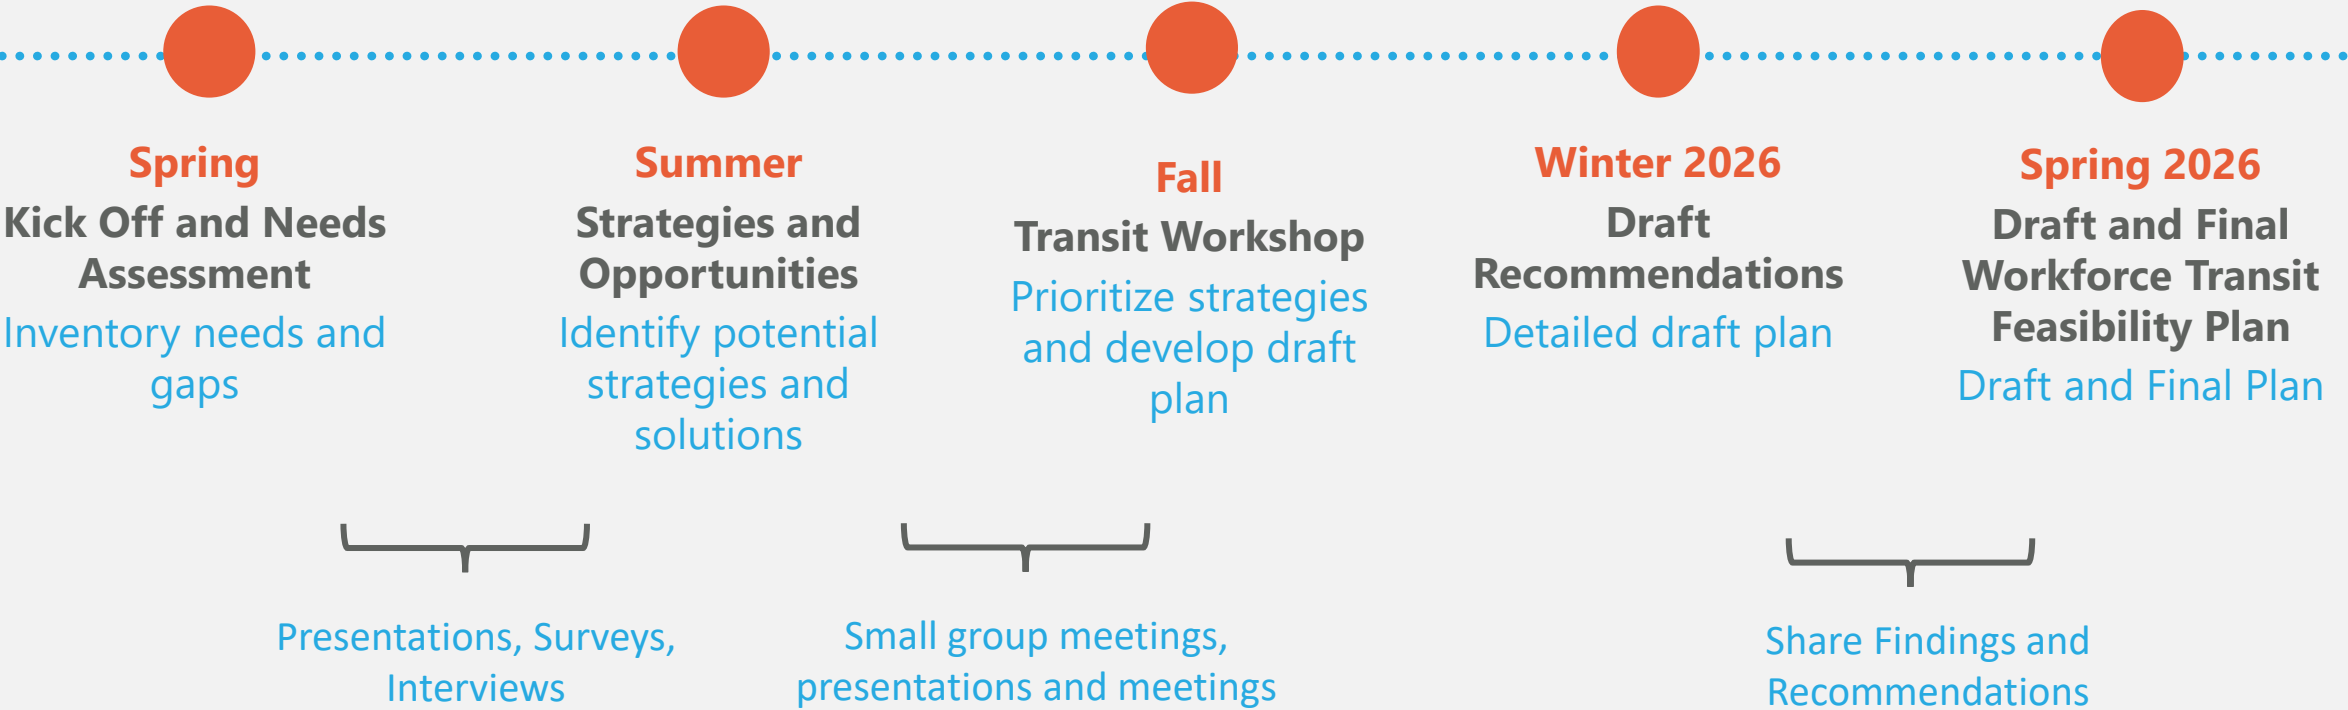 Spring
Kick Off and Needs
Assessment
Inventory needs and
gaps
Summer
Strategies and
Opportunities
Identify potential
strategies and
solutions
Fall
Transit Workshop
Prioritize strategies
and develop draft
plan
Winter 2026
Draft
Recommendations
Detailed draft plan
Spring 2026
Draft and Final
Workforce Transit
Feasibility Plan
Draft and Final Plan
Presentations, Surveys,
Interviews
Small group meetings,
presentations and meetings
Share Findings and
Recommendations